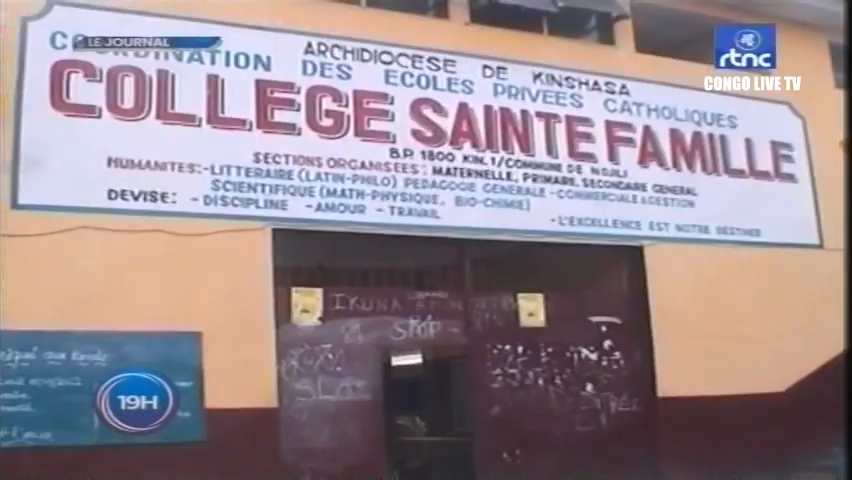 LE JOURNAL
rtnc
CONGO LIVE TV
ARCHIDIOCESE DE KINSHASA
COORDINATION DES ECOLES PRIVEES CATHOLIQUES
COLLEGE SAINTE FAMILLE
B.P. 1800 KIN.1/COMMUNE DE NDJILI
SECTIONS ORGANISEES: MATERNELLE, PRIMAIRE, SECONDAIRE GENERAL
HUMANITES:-LITTERAIRE (LATIN-PHILO) PEDAGOGIE GENERALE -COMMERCIALE & GESTION
SCIENTIFIQUE (MATH-PHYSIQUE, BIO-CHIMIE)
DEVISE: -DISCIPLINE -AMOUR -TRAVAIL -L'EXCELLENCE EST NOTRE DESTINEE
IKUNA
STOP
19H